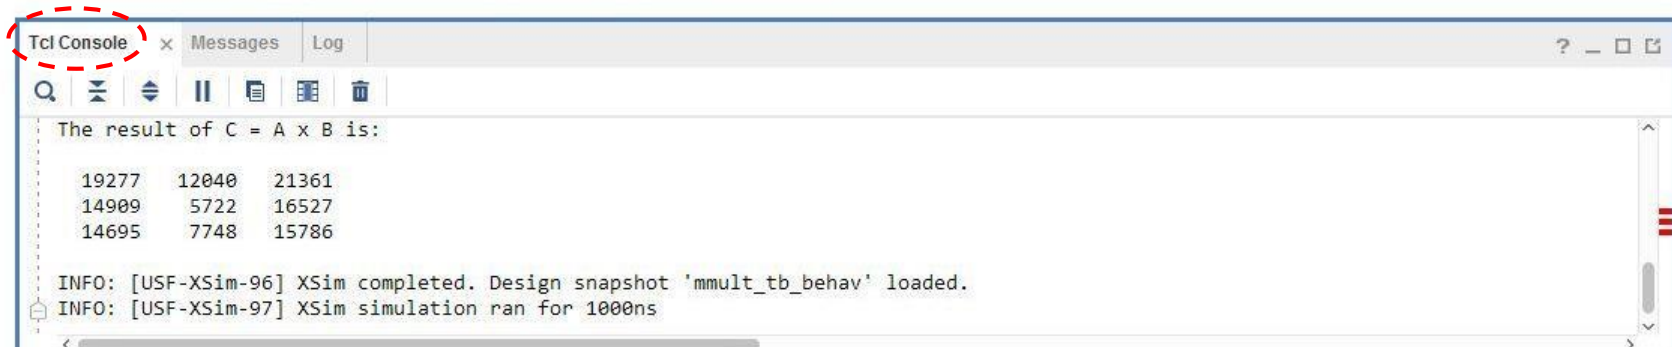 Tcl Console × Messages Log ? _
The result of C = A x B is:
19277 12040 21361
14909 5722 16527
14695 7748 15786
INFO: [USF-XSim-96] XSim completed. Design snapshot 'mmult_tb_behav' loaded.
INFO: [USF-XSim-97] XSim simulation ran for 1000ns